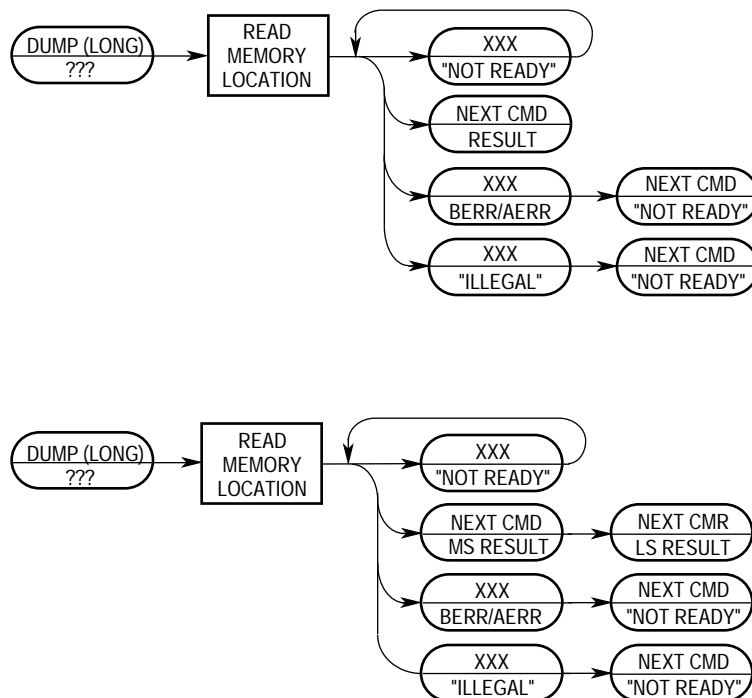 DUMP (LONG)
???
READ
MEMORY
LOCATION
XXX
"NOT READY"
NEXT CMD
RESULT
XXX
BERR/AERR
NEXT CMD
"NOT READY"
XXX
"ILLEGAL"
NEXT CMD
"NOT READY"
DUMP (LONG)
???
READ
MEMORY
LOCATION
XXX
"NOT READY"
NEXT CMD
MS RESULT
NEXT CMR
LS RESULT
XXX
BERR/AERR
NEXT CMD
"NOT READY"
XXX
"ILLEGAL"
NEXT CMD
"NOT READY"